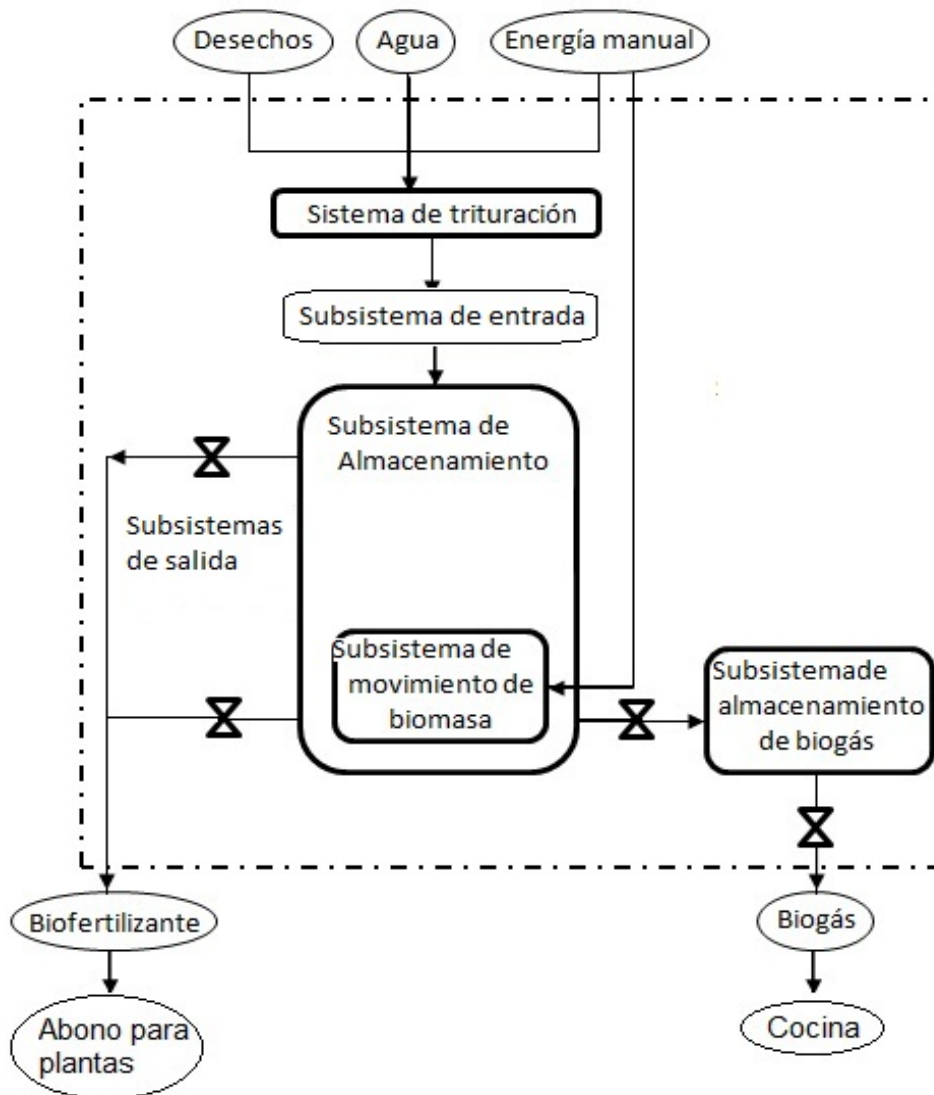 Desechos
Agua
Energía manual
Sistema de trituración
Subsistema de entrada
Subsistema de
Almacenamiento
Subsistemas
de salida
Subsistema de
movimiento de
biomasa
Subsistemade
almacenamiento
de biogás
Biofertilizante
Biogás
Abono para
plantas
Cocina